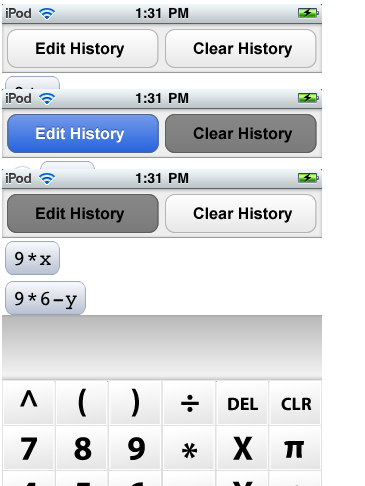 iPod 1:31 PM
Edit History Clear History
iPod 1:31 PM
Edit History Clear History
iPod 1:31 PM
Edit History Clear History
9*x
9*6-y
^ ( ) ÷ DEL CLR
7 8 9 * X π